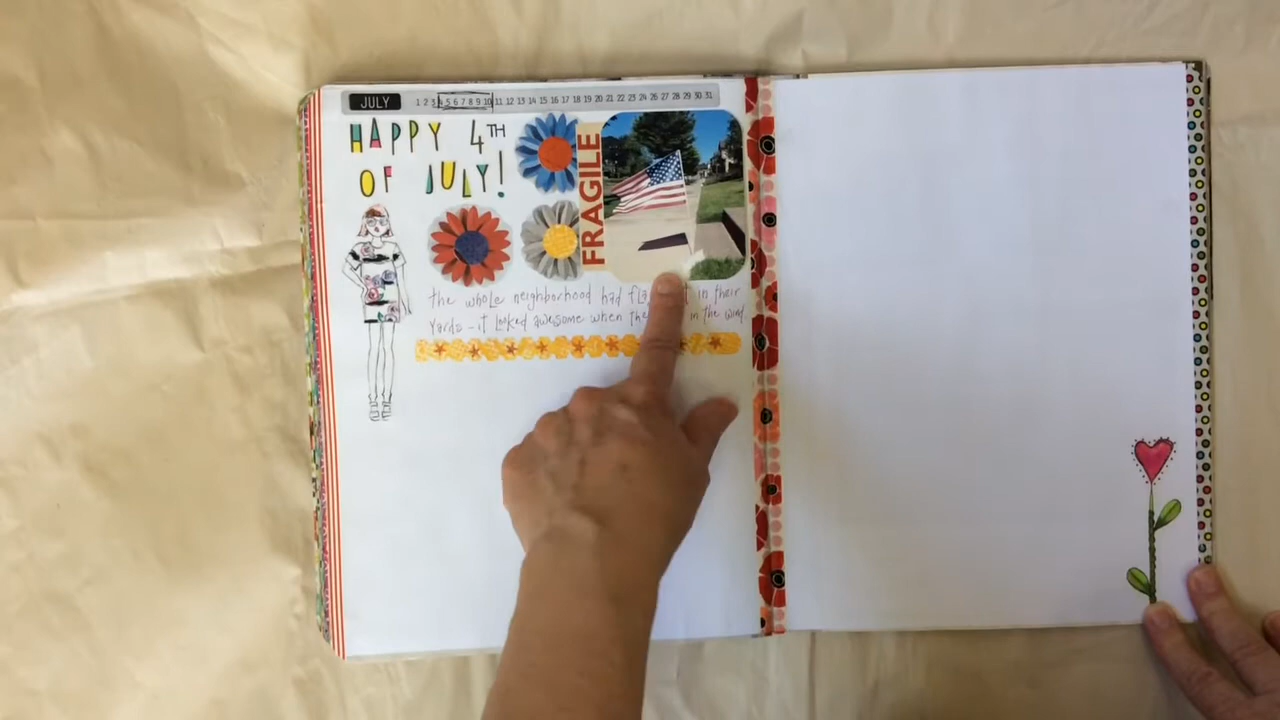 JULY 1 2 3 4 5 6 7 8 9 10 11 12 13 14 15 16 17 18 19 20 21 22 23 24 25 26 27 28 29 30 31
HAPPY 4TH
OF JULY!
FRAGILE
the whole neighborhood had in their
yards - it looked awesome when in the wind.